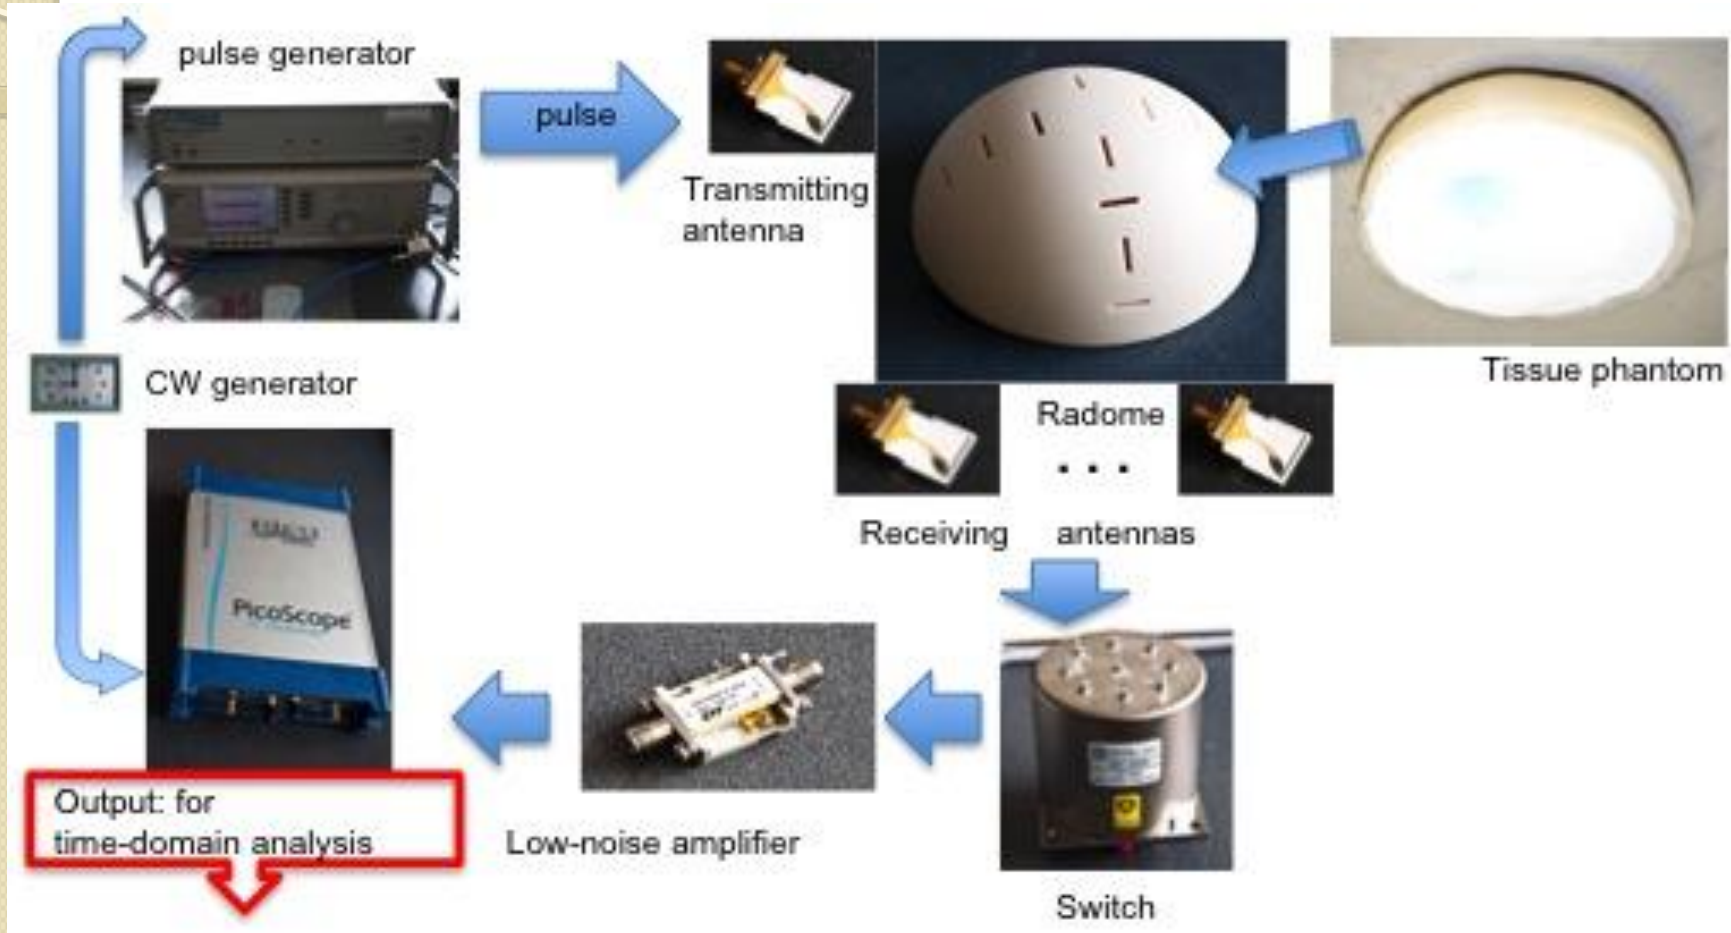 pulse generator
pulse
Transmitting
antenna
Tissue phantom
CW generator
Radome
. . .
Receiving antennas
PicoScope
Output: for
time-domain analysis
Low-noise amplifier
Switch